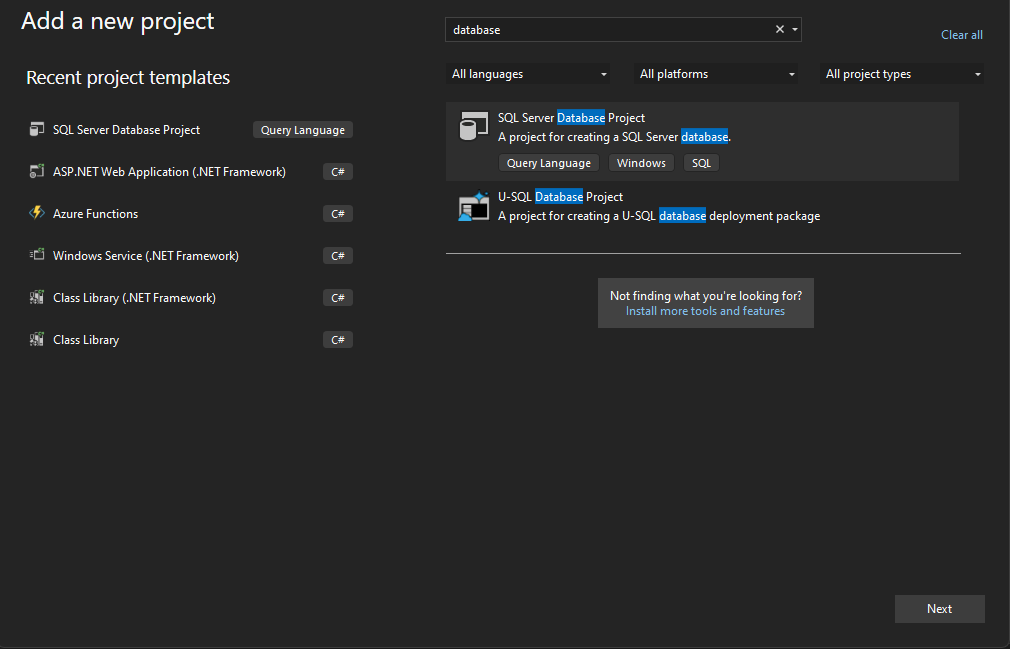 Add a new project
Recent project templates
SQL Server Database Project Query Language
ASP.NET Web Application (.NET Framework) C#
Azure Functions C#
Windows Service (.NET Framework) C#
Class Library (.NET Framework) C#
Class Library C#
database
Clear all
All languages All platforms All project types
SQL Server Database Project
A project for creating a SQL Server database.
Query Language Windows SQL
U-SQL Database Project
A project for creating a U-SQL database deployment package
Not finding what you're looking for?
Install more tools and features
Next